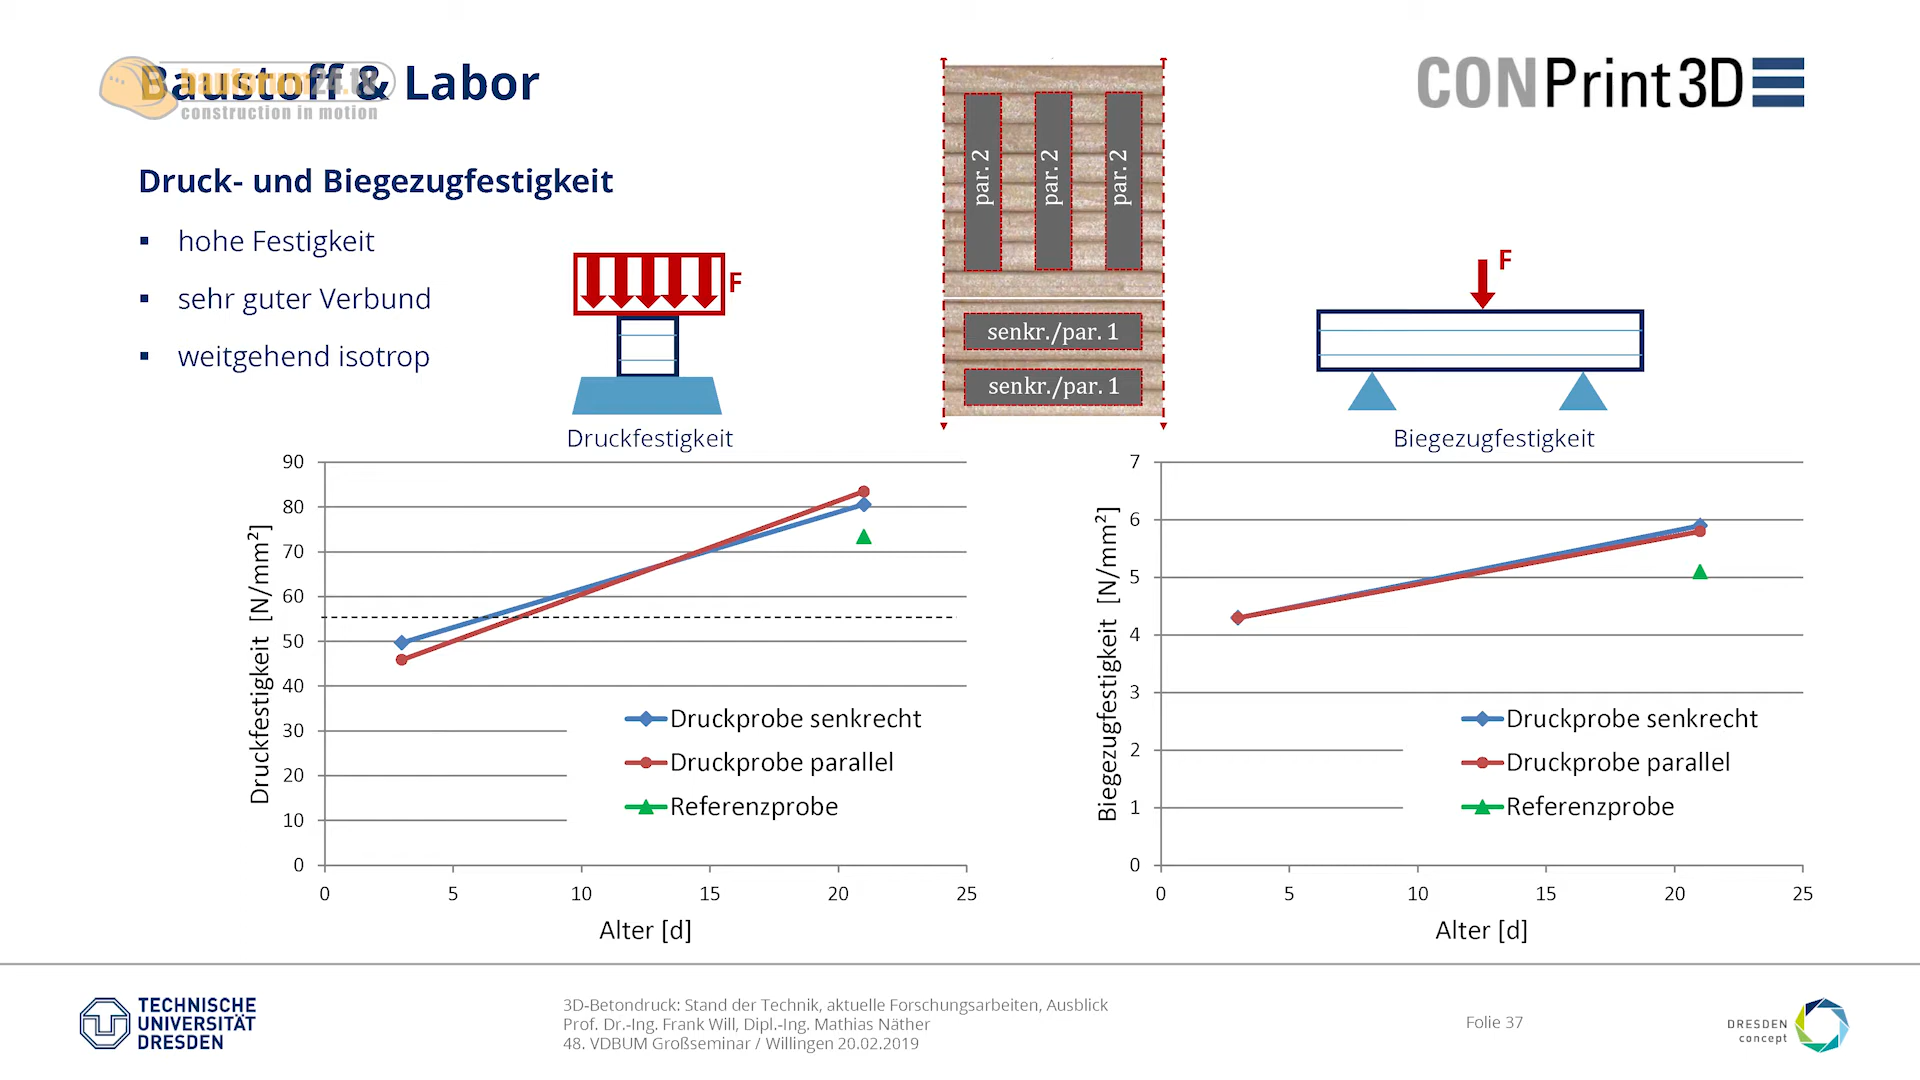 Baustoff & Labor
construction in motion
CONPrint3D
Druck- und Biegezugfestigkeit
hohe Festigkeit
sehr guter Verbund
weitgehend isotrop
F
par. 2
par. 2
par. 2
senkr./par. 1
senkr./par. 1
F
Druckfestigkeit
Biegezugfestigkeit
Druckfestigkeit [N/mm²]
90
80
70
60
50
40
30
20
10
0
0 5 10 15 20 25
Alter [d]
Druckprobe senkrecht
Druckprobe parallel
Referenzprobe
Biegezugfestigkeit [N/mm²]
7
6
5
4
3
2
1
0
0 5 10 15 20 25
Alter [d]
Druckprobe senkrecht
Druckprobe parallel
Referenzprobe
TECHNISCHE
UNIVERSITÄT
DRESDEN
3D-Betondruck: Stand der Technik, aktuelle Forschungsarbeiten, Ausblick
Prof. Dr.-Ing. Frank Will, Dipl.-Ing. Mathias Näther
48. VDBUM Großseminar / Willingen 20.02.2019
Folie 37
DRESDEN
concept